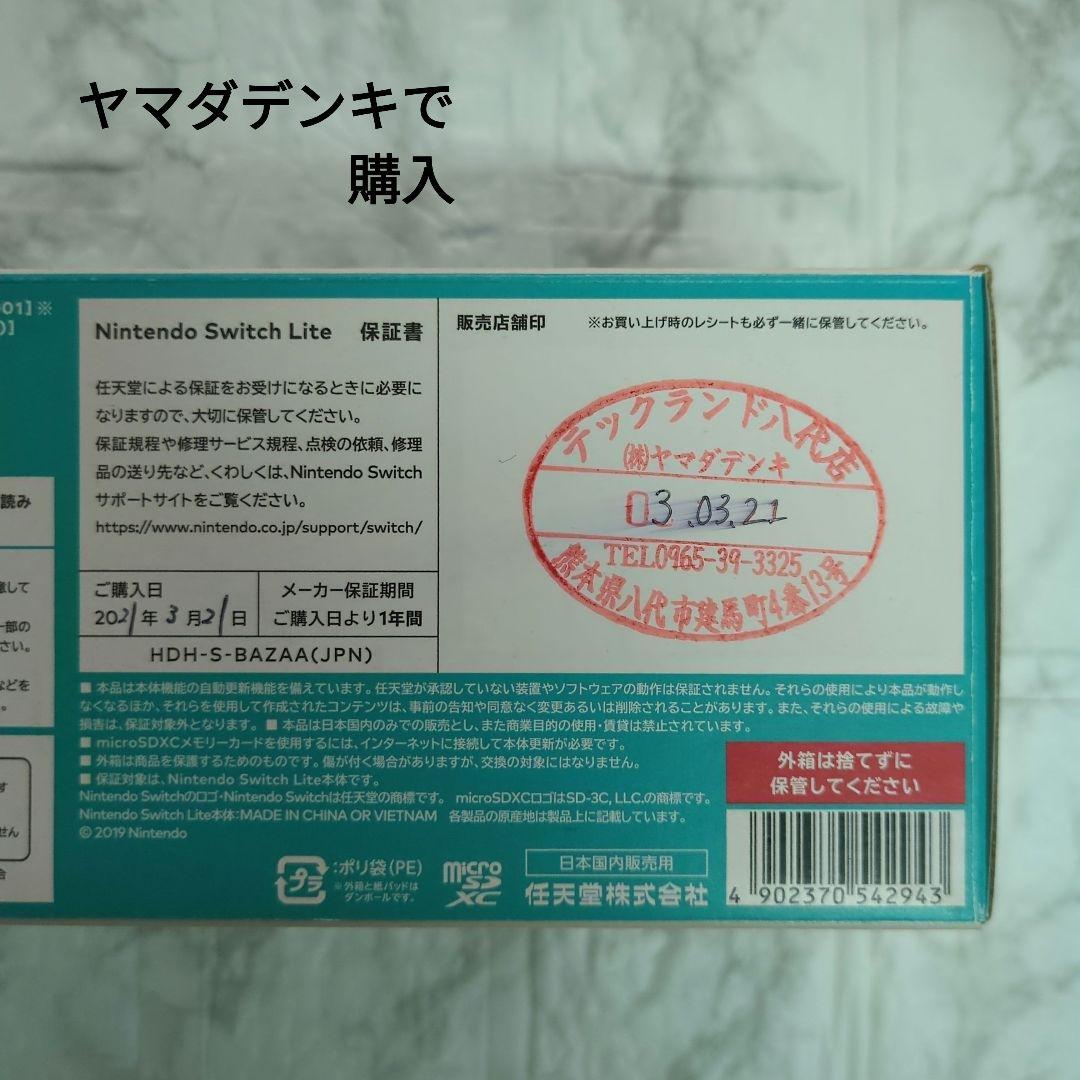 ヤマダデンキで
購入
01]※
)]
Nintendo Switch Lite 保証書
任天堂による保証をお受けになるときに必要に
なりますので、大切に保管してください。
保証規程や修理サービス規程、点検の依頼、修理
品の送り先など、くわしくは、Nintendo Switch
サポートサイトをご覧ください。
https://www.nintendo.co.jp/support/switch/
ご購入日
2021年3月21日
メーカー保証期間
ご購入日より1年間
HDH-S-BAZAA(JPN)
販売店舗印 ※お買い上げ時のレシートも必ず一緒に保管してください。
テックランド八代店
(株)ヤマダデンキ
03.03.21
TEL0965-39-3325
熊本県八代市建馬町4番13号
読み
意して
一部の
さい。
などを
。
す
せん
合
■ 本品は本体機能の自動更新機能を備えています。任天堂が承認していない装置やソフトウェアの動作は保証されません。それらの使用により本品が動作し
なくなるほか、それらを使用して作成されたコンテンツは、事前の告知や同意なく変更あるいは削除されることがあります。また、それらの使用による故障や
損害は、保証対象外となります。 ■ 本品は日本国内のみでの販売とし、また商業目的の使用・賃貸は禁止されています。
■ microSDXCメモリーカードを使用するには、インターネットに接続して本体更新が必要です。
■ 外箱は商品を保護するためのものです。傷が付く場合がありますが、交換の対象にはなりません。
■ 保証対象は、Nintendo Switch Lite本体です。
Nintendo Switchのロゴ・Nintendo Switchは任天堂の商標です。 microSDXCロゴはSD-3C, LLC.の商標です。
Nintendo Switch Lite本体：MADE IN CHINA OR VIETNAM 各製品の原産地は製品上に記載しています。
© 2019 Nintendo
外箱は捨てずに
保管してください
プラ
:ポリ袋(PE)
※外箱と紙パッドは
ダンボールです。
micro
SD
XC
日本国内販売用
任天堂株式会社
4 902370 542943